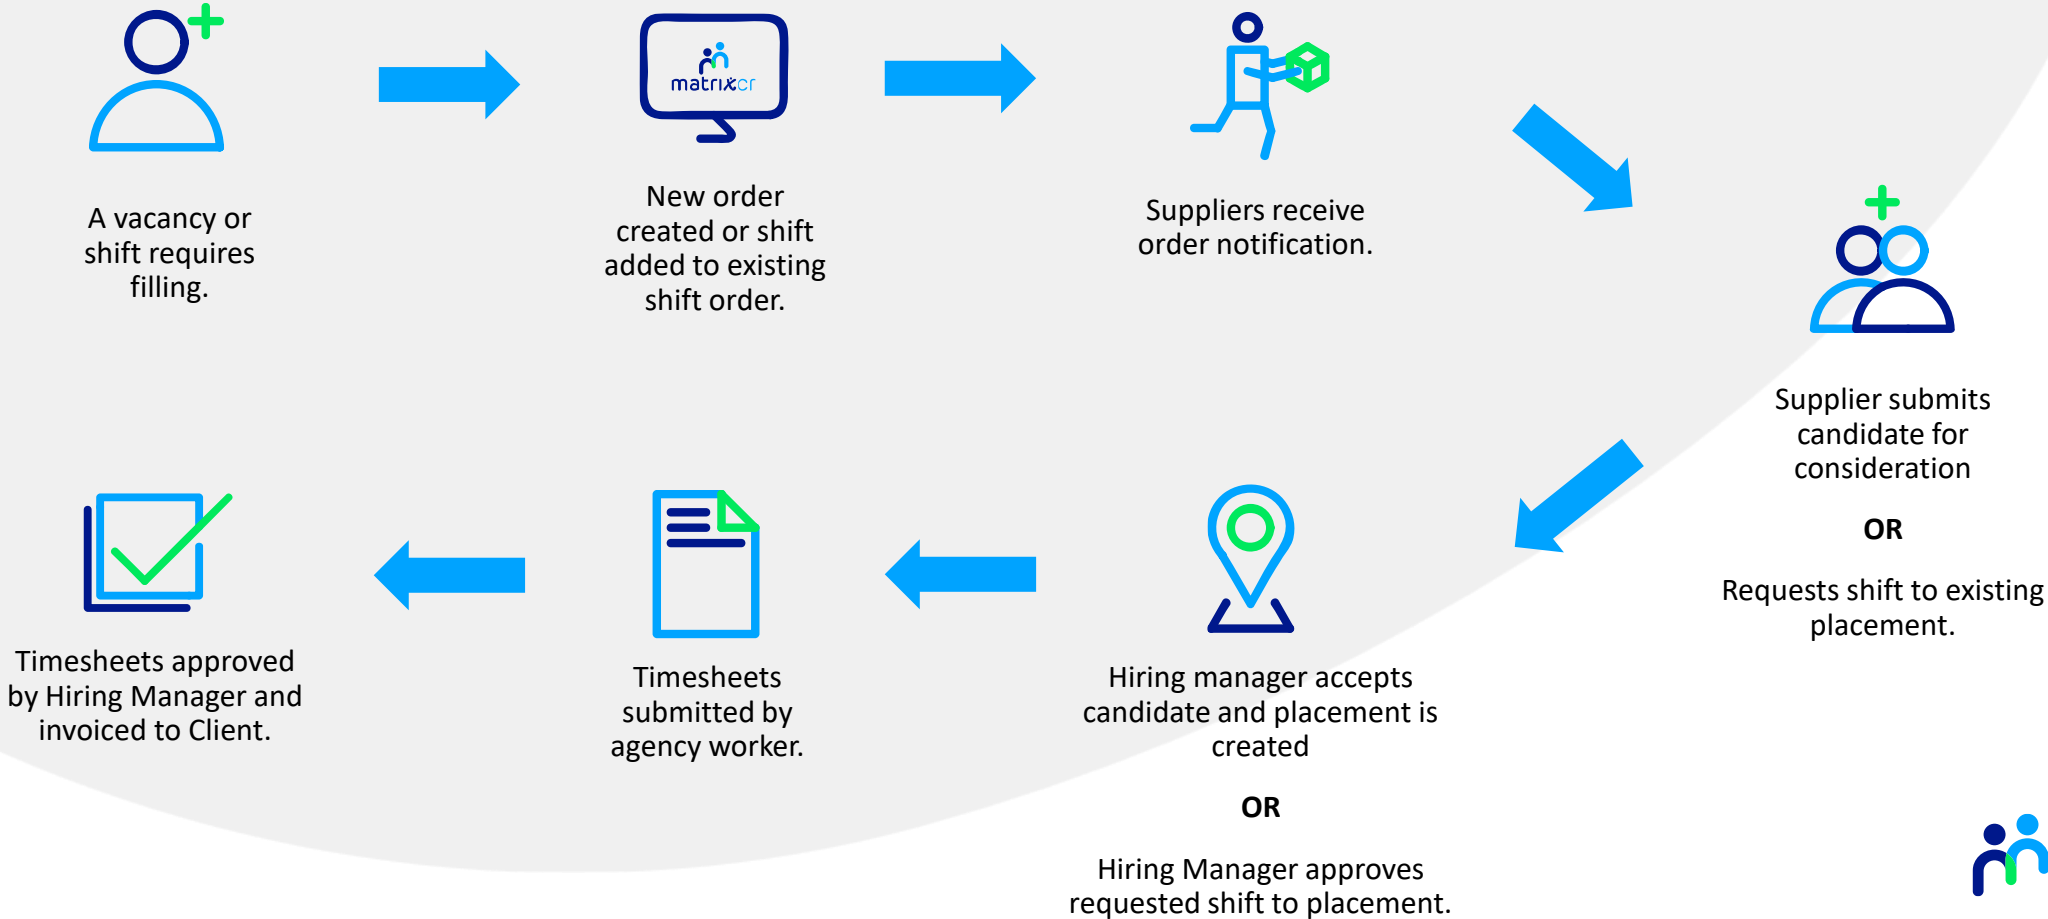 matrixcr
A vacancy or
shift requires
filling.
New order
created or shift
added to existing
shift order.
Suppliers receive
order notification.
Supplier submits
candidate for
consideration
OR
Requests shift to existing
placement.
Hiring manager accepts
candidate and placement is
created
OR
Hiring Manager approves
requested shift to placement.
Timesheets
submitted by
agency worker.
Timesheets approved
by Hiring Manager and
invoiced to Client.